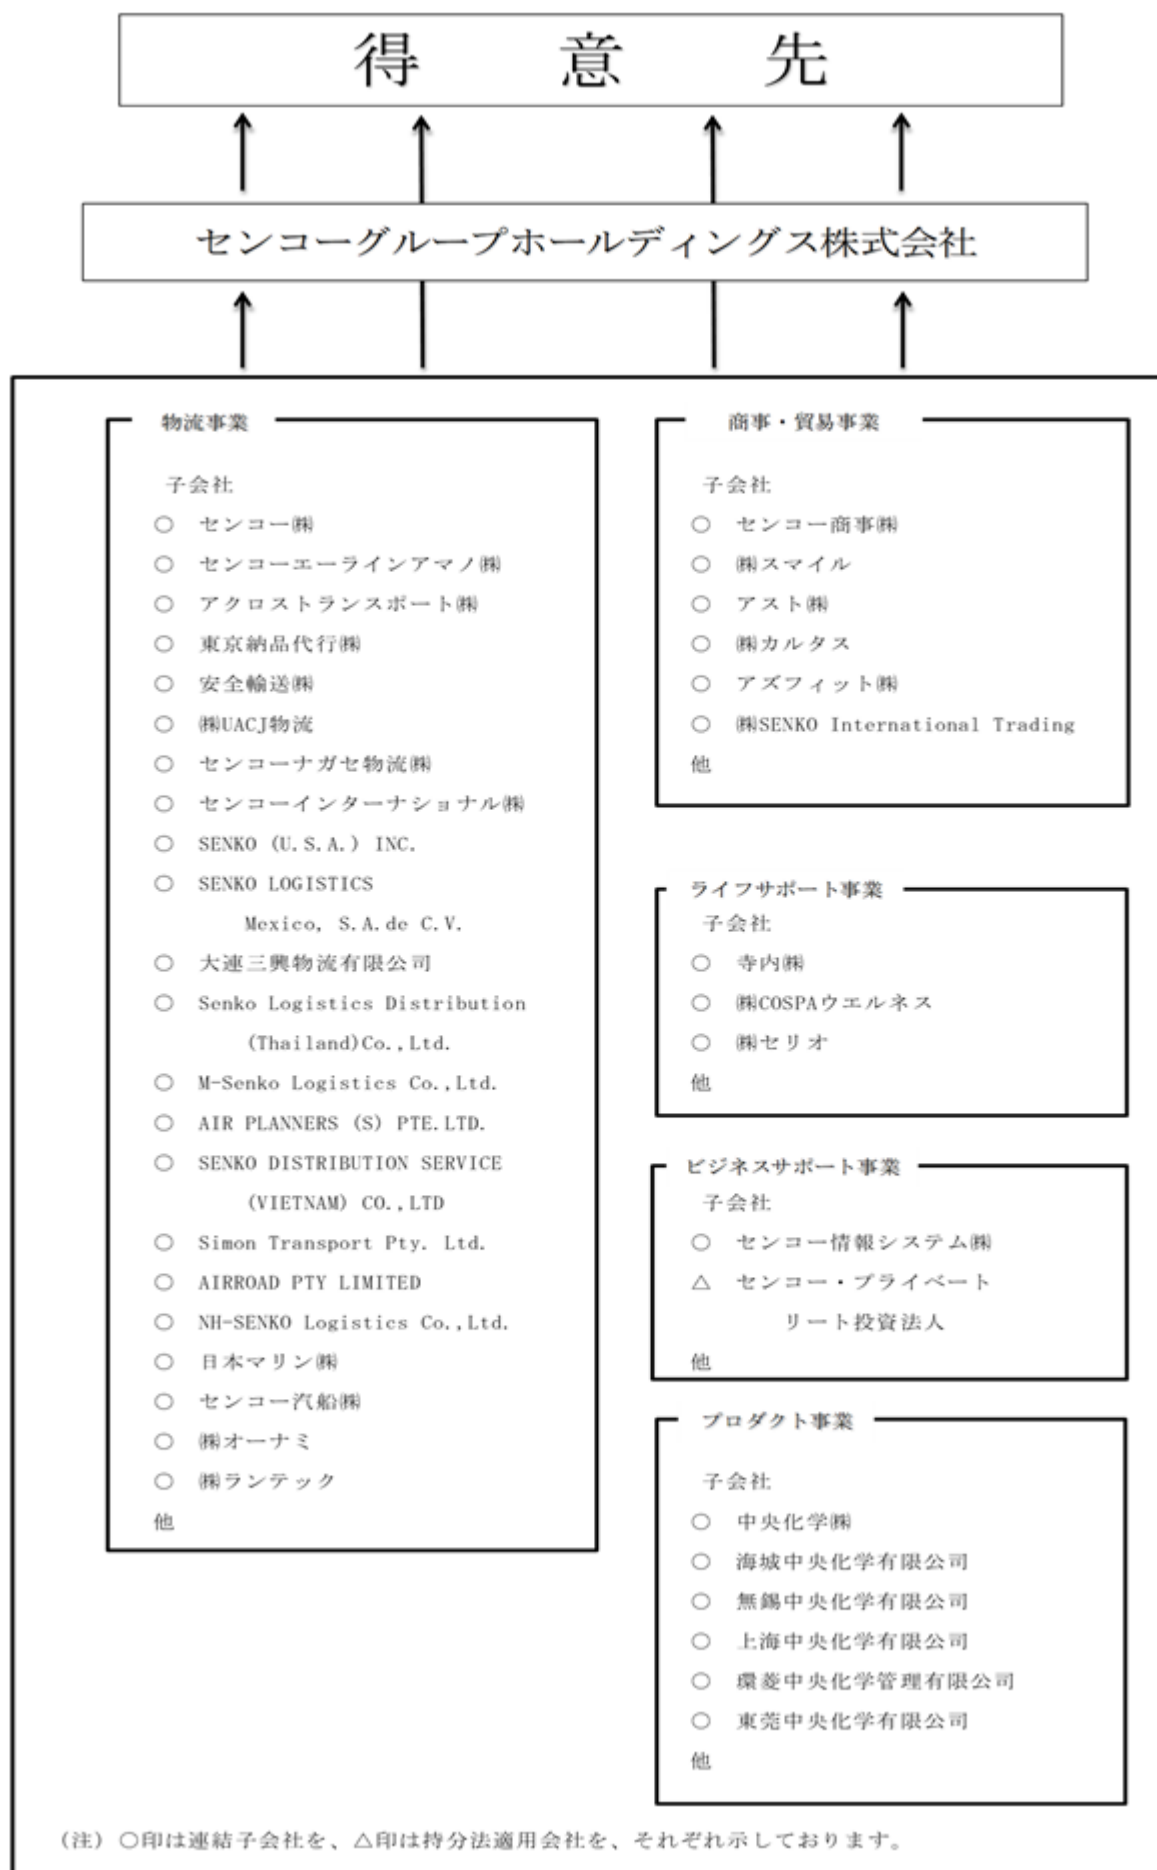 得意先
センコーグループホールディングス株式会社
物流事業
子会社
○ センコー㈱
○ センコーエーラインアマノ㈱
○ アクロストランスポート㈱
○ 東京納品代行㈱
○ 安全輸送㈱
○ ㈱UACJ物流
○ センコーナガセ物流㈱
○ センコーインターナショナル㈱
○ SENKO (U.S.A.) INC.
○ SENKO LOGISTICS
Mexico, S.A.de C.V.
○ 大連三興物流有限公司
○ Senko Logistics Distribution
(Thailand)Co.,Ltd.
○ M-Senko Logistics Co.,Ltd.
○ AIR PLANNERS (S) PTE.LTD.
○ SENKO DISTRIBUTION SERVICE
(VIETNAM) CO.,LTD
○ Simon Transport Pty. Ltd.
○ AIRROAD PTY LIMITED
○ NH-SENKO Logistics Co.,Ltd.
○ 日本マリン㈱
○ センコー汽船㈱
○ ㈱オーナミ
○ ㈱ランテック
他
商事・貿易事業
子会社
○ センコー商事㈱
○ ㈱スマイル
○ アスト㈱
○ ㈱カルタス
○ アズフィット㈱
○ ㈱SENKO International Trading
他
ライフサポート事業
子会社
○ 寺内㈱
○ ㈱COSPAウエルネス
○ ㈱セリオ
他
ビジネスサポート事業
子会社
○ センコー情報システム㈱
△ センコー・プライベート
リート投資法人
他
プロダクト事業
子会社
○ 中央化学㈱
○ 海城中央化学有限公司
○ 無錫中央化学有限公司
○ 上海中央化学有限公司
○ 環菱中央化学管理有限公司
○ 東莞中央化学有限公司
他
(注) ○印は連結子会社を、△印は持分法適用会社を、それぞれ示しております。